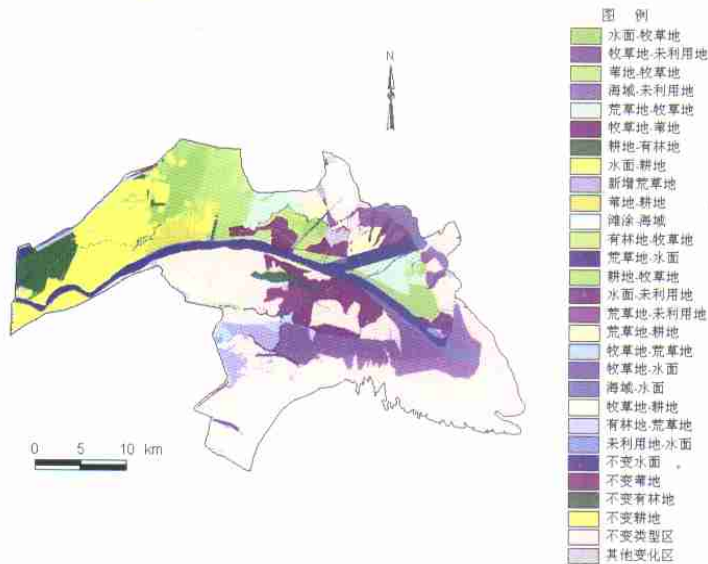 图 例
水面-牧草地
牧草地-未利用地
苇地-牧草地
海域-未利用地
荒草地-牧草地
牧草地-苇地
耕地-有林地
水面-耕地
新增荒草地
苇地-耕地
滩涂-海域
有林地-牧草地
荒草地-水面
耕地-牧草地
水面-未利用地
荒草地-未利用地
荒草地-耕地
牧草地-荒草地
牧草地-水面
海域-水面
牧草地-耕地
有林地-荒草地
未利用地-水面
不变水面
不变苇地
不变有林地
不变耕地
不变类型区
其他变化区
N
0 5 10 km